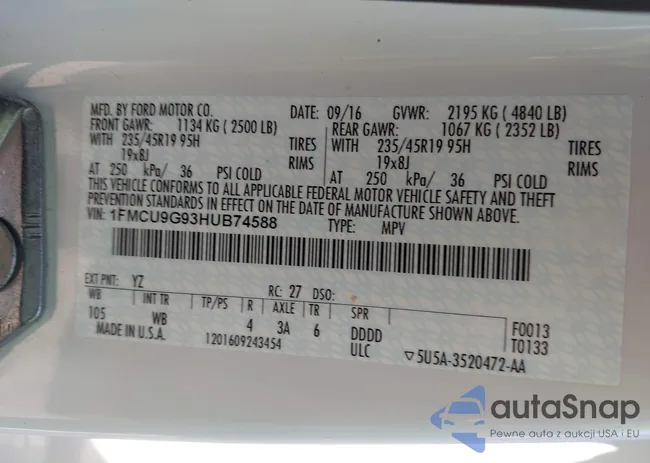 MFD. BY FORD MOTOR CO. DATE: 09/16 GVWR: 2195 KG ( 4840 LB)
FRONT GAWR: 1134 KG ( 2500 LB) REAR GAWR: 1067 KG ( 2352 LB)
WITH 235/45R19 95H TIRES WITH 235/45R19 95H TIRES
19x8J RIMS 19x8J RIMS
AT 250 kPa/ 36 PSI COLD AT 250 kPa/ 36 PSI COLD
THIS VEHICLE CONFORMS TO ALL APPLICABLE FEDERAL MOTOR VEHICLE SAFETY AND THEFT
PREVENTION STANDARDS IN EFFECT ON THE DATE OF MANUFACTURE SHOWN ABOVE.
VIN: 1FMCU9G93HUB74588 TYPE: MPV
EXT PNT: YZ RC: 27 DSO:
WB INT TR TP/PS R AXLE TR SPR
105 WB 4 3A 6 DDDD F0013
MADE IN U.S.A. 1201609243454 ULC ▽5U5A-3520472-AA T0133
autaSnap
Pewne auta z aukcji USA i EU